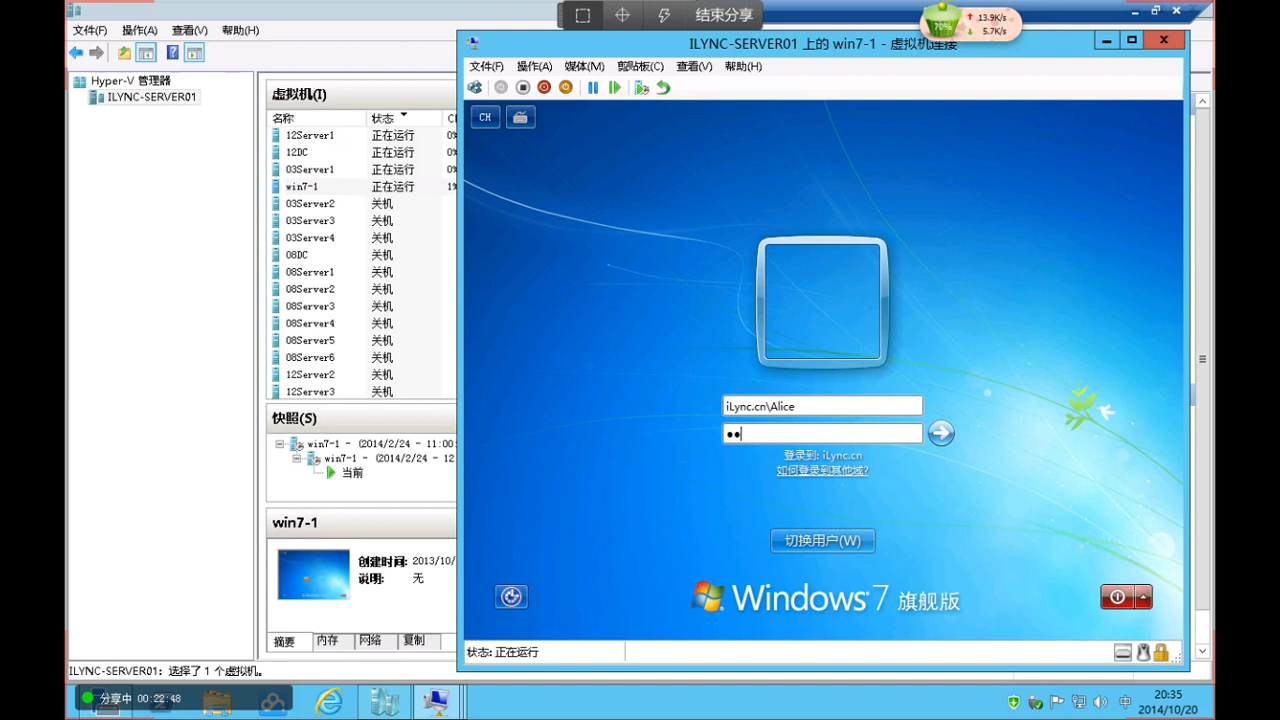 结束分享
70%
13.9K/s
5.7K/s
文件(F) 操作(A) 查看(V) 帮助(H)
Hyper-V 管理器
ILYNC-SERVER01
虚拟机(I)
名称 状态
12Server1 正在运行 0%
12DC 正在运行 0%
03Server1 正在运行 0%
win7-1 正在运行 1%
03Server2 关机
03Server3 关机
03Server4 关机
08DC 关机
08Server1 关机
08Server2 关机
08Server3 关机
08Server4 关机
08Server5 关机
08Server6 关机
12Server2 关机
12Server3 关机
快照(S)
win7-1 - (2014/2/24 - 11:00:
win7-1 - (2014/2/24 - 12
当前
win7-1
创建时间: 2013/10/
说明: 无
摘要 内存 网络 复制
ILYNC-SERVER01: 选择了 1 个虚拟机。
ILYNC-SERVER01 上的 win7-1 - 虚拟机连接
文件(F) 操作(A) 媒体(M) 剪贴板(C) 查看(V) 帮助(H)
CH
iLync.cn\Alice
登录到: iLync.cn
如何登录到其他域?
切换用户(W)
Windows 7 旗舰版
状态: 正在运行
分享中 00:22:48
中
20:35
2014/10/20